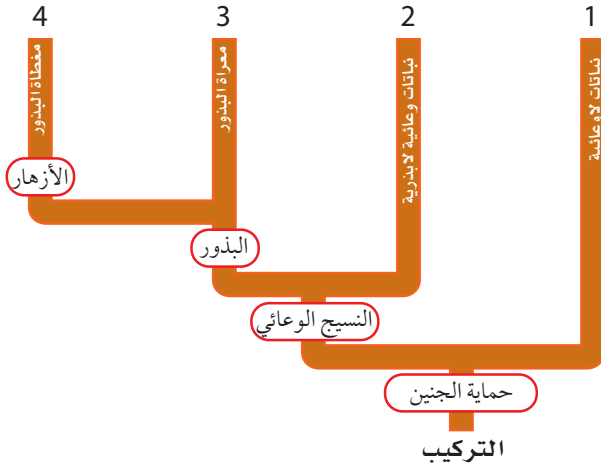 1
2
3
4
نباتات لاوعائية
نباتات وعائية لابذرية
معراة البذور
مغطاة البذور
الأزهار
البذور
النسيج الوعائي
حماية الجنين
التركيب